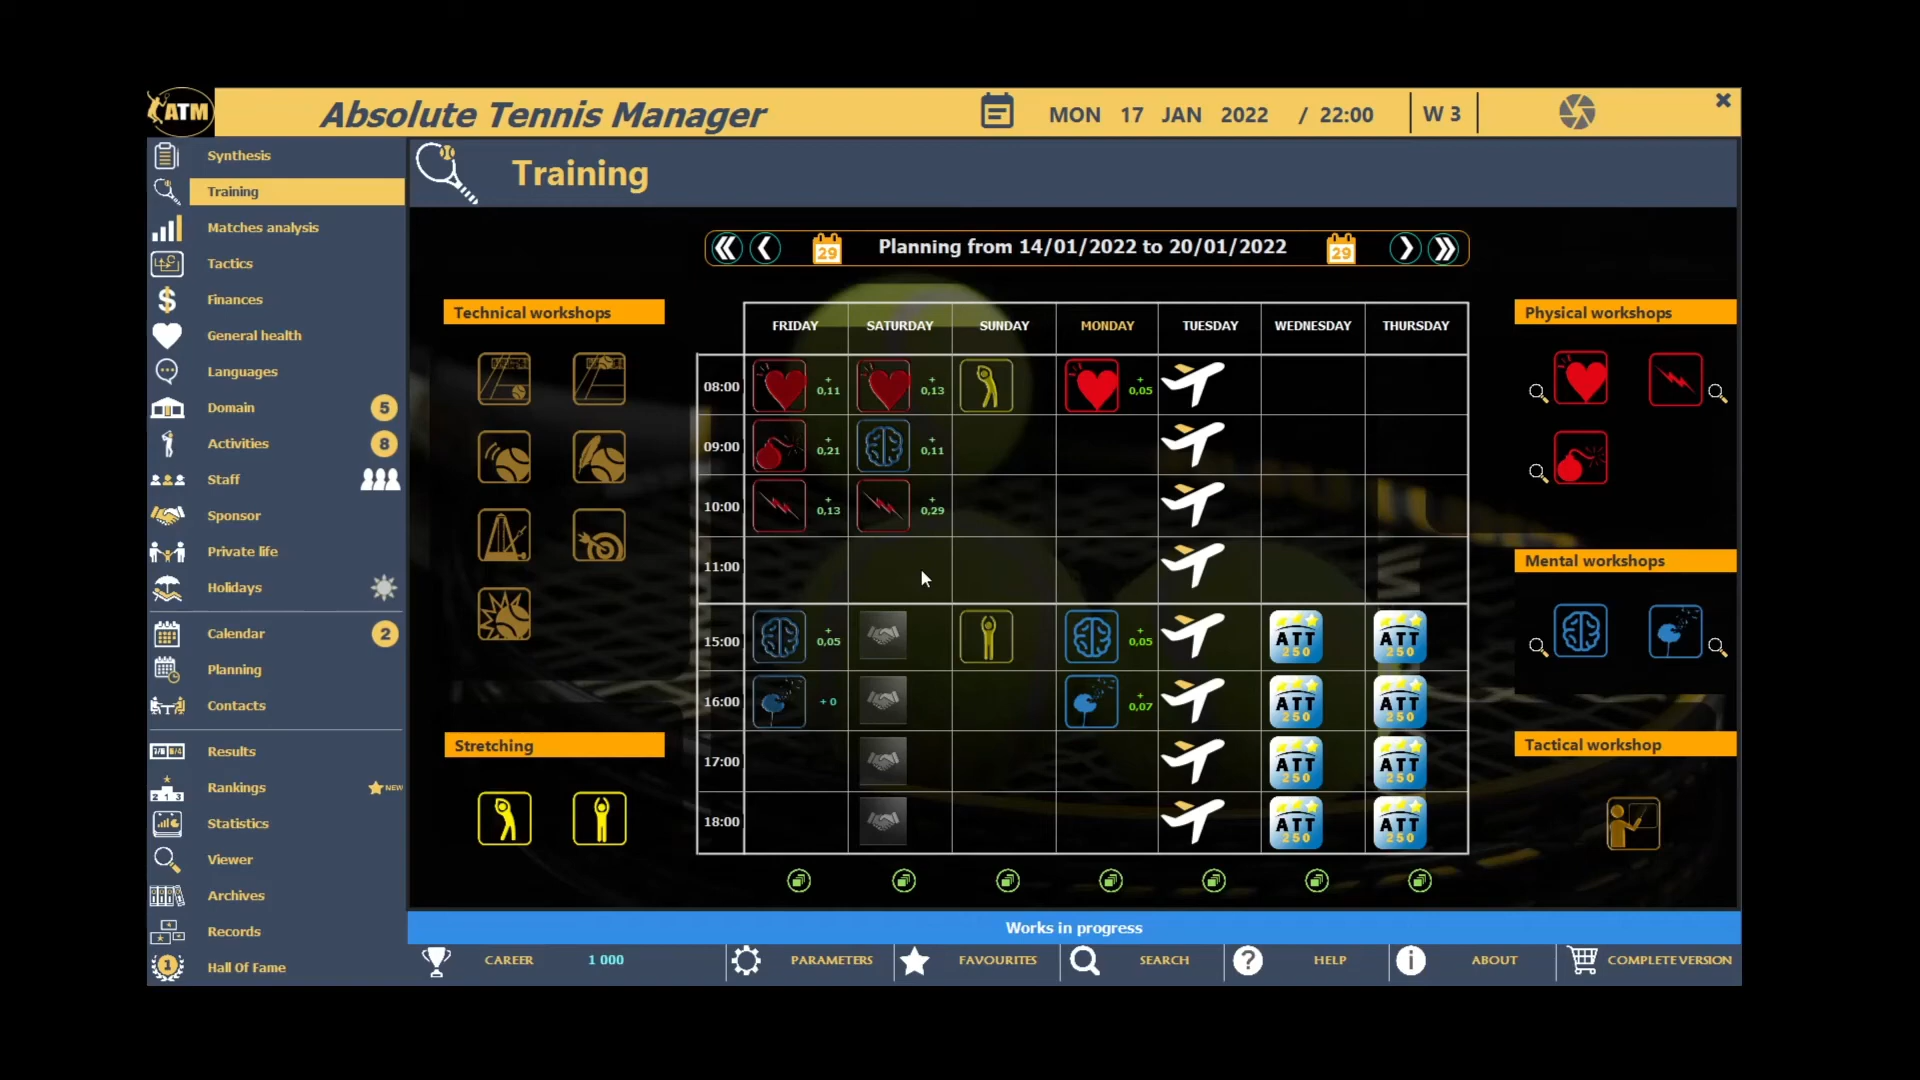 ATM
Absolute Tennis Manager
MON 17 JAN 2022 / 22:00 W 3
Synthesis
Training
Matches analysis
Tactics
Finances
General health
Languages
Domain 5
Activities 8
Staff
Sponsor
Private life
Holidays
Calendar 2
Planning
Contacts
Results
Rankings NEW
Statistics
Viewer
Archives
Records
Hall Of Fame
Training
29 Planning from 14/01/2022 to 20/01/2022 29
Technical workshops
Stretching
FRIDAY SATURDAY SUNDAY MONDAY TUESDAY WEDNESDAY THURSDAY
08:00 + 0,11 + 0,13 + 0,05
09:00 + 0,21 + 0,11
10:00 + 0,13 + 0,29
11:00
15:00 + 0,05 + 0,05 ATT 250 ATT 250
16:00 + 0 + 0,07 ATT 250 ATT 250
17:00 ATT 250 ATT 250
18:00 ATT 250 ATT 250
Physical workshops
Mental workshops
Tactical workshop
Works in progress
CAREER 1 000 PARAMETERS FAVOURITES SEARCH HELP ABOUT COMPLETE VERSION